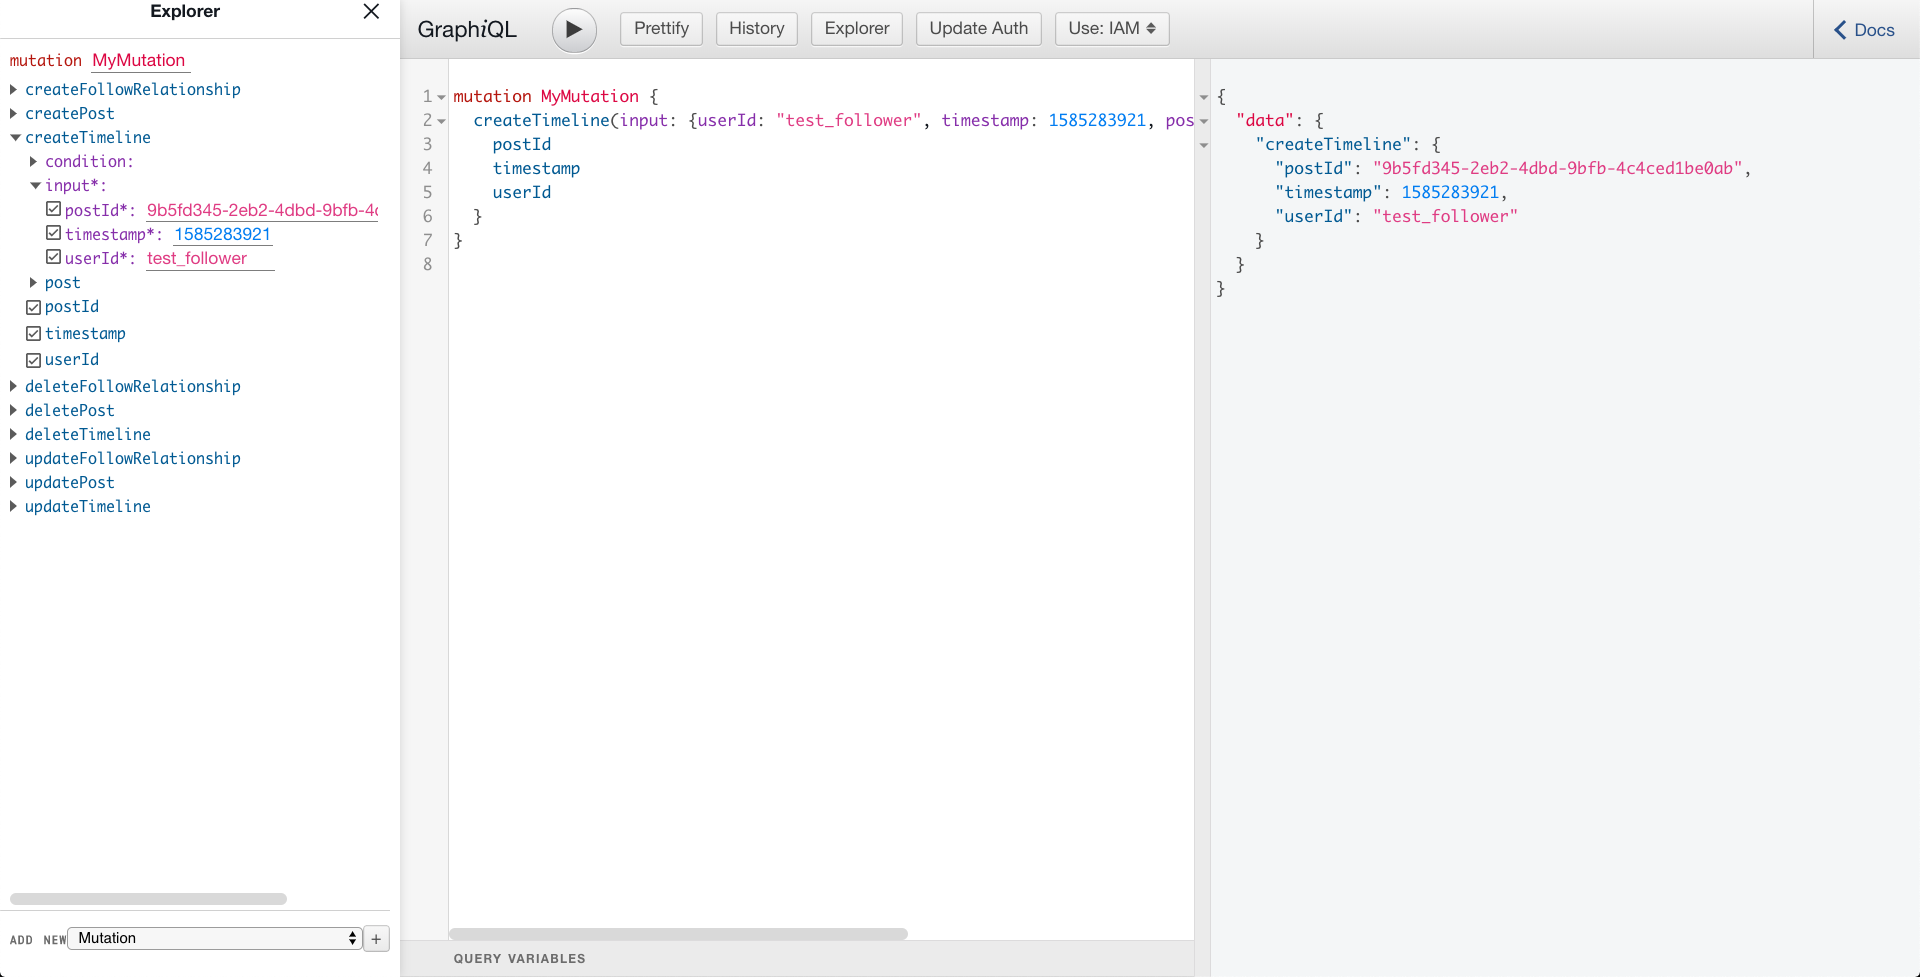 Explorer
mutation MyMutation
createFollowRelationship
createPost
createTimeline
condition:
input*:
postId*: 9b5fd345-2eb2-4dbd-9bfb-4c
timestamp*: 1585283921
userId*: test_follower
post
postId
timestamp
userId
deleteFollowRelationship
deletePost
deleteTimeline
updateFollowRelationship
updatePost
updateTimeline
ADD NEW Mutation +
GraphiQL Prettify History Explorer Update Auth Use: IAM Docs
1 mutation MyMutation {
2 createTimeline(input: {userId: "test_follower", timestamp: 1585283921, pos
3 postId
4 timestamp
5 userId
6 }
7 }
8
QUERY VARIABLES
{
"data": {
"createTimeline": {
"postId": "9b5fd345-2eb2-4dbd-9bfb-4c4ced1be0ab",
"timestamp": 1585283921,
"userId": "test_follower"
}
}
}